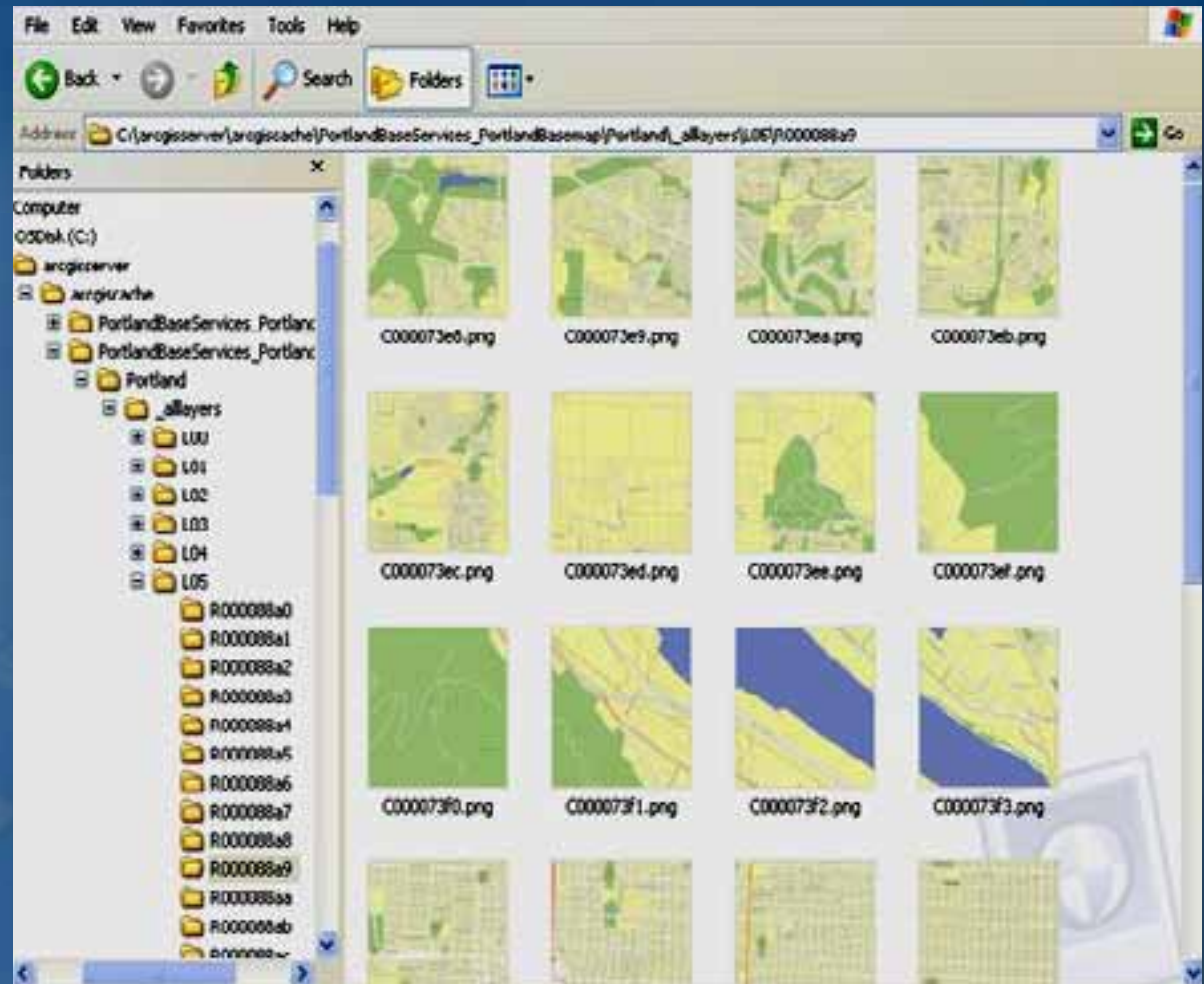 File Edit View Favorites Tools Help
Back Search Folders
Address C:\arcgisserver\arcgiscache\PortlandBaseServices_PortlandBasemap\Portland\_alllayers\L05\R000088a9 Go
Folders
Computer
OSDisk (C:)
arcgisserver
arcgiscache
PortlandBaseServices_Portlanc
PortlandBaseServices_Portlanc
Portland
_alllayers
L00
L01
L02
L03
L04
L05
R000088a0
R000088a1
R000088a2
R000088a3
R000088a4
R000088a5
R000088a6
R000088a7
R000088a8
R000088a9
R000088aa
R000088ab
R000088ac
C000073e8.png C000073e9.png C000073ea.png C000073eb.png
C000073ec.png C000073ed.png C000073ee.png C000073ef.png
C000073f0.png C000073f1.png C000073f2.png C000073f3.png